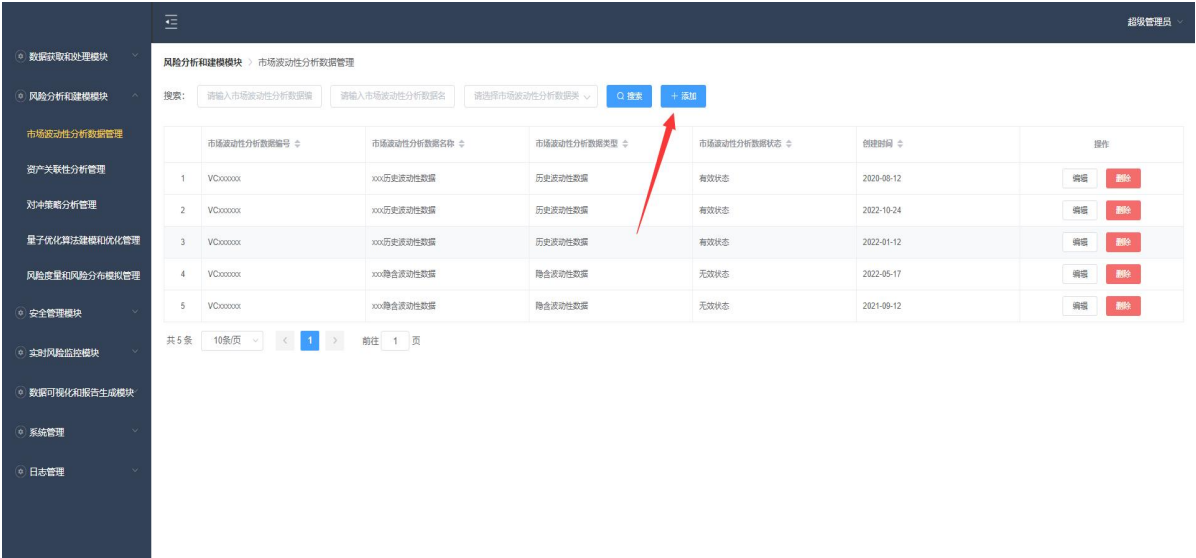 超级管理员
数据获取和处理模块
风险分析和建模模块
市场波动性分析数据管理
资产关联性分析管理
对冲策略分析管理
量子优化算法建模和优化管理
风险度量和风险分布模拟管理
安全管理模块
实时风险监控模块
数据可视化和报告生成模块
系统管理
日志管理
风险分析和建模模块 > 市场波动性分析数据管理
搜索: 请输入市场波动性分析数据编 请输入市场波动性分析数据名 请选择市场波动性分析数据类 搜索 + 添加
市场波动性分析数据编号 市场波动性分析数据名称 市场波动性分析数据类型 市场波动性分析数据状态 创建时间 操作
1 VCxxxxxx xxx历史波动性数据 历史波动性数据 有效状态 2020-08-12 编辑 删除
2 VCxxxxxx xxx历史波动性数据 历史波动性数据 有效状态 2022-10-24 编辑 删除
3 VCxxxxxx xxx历史波动性数据 历史波动性数据 有效状态 2022-01-12 编辑 删除
4 VCxxxxxx xxx隐含波动性数据 隐含波动性数据 无效状态 2022-05-17 编辑 删除
5 VCxxxxxx xxx隐含波动性数据 隐含波动性数据 无效状态 2021-09-12 编辑 删除
共 5 条 10条/页 < 1 > 前往 1 页